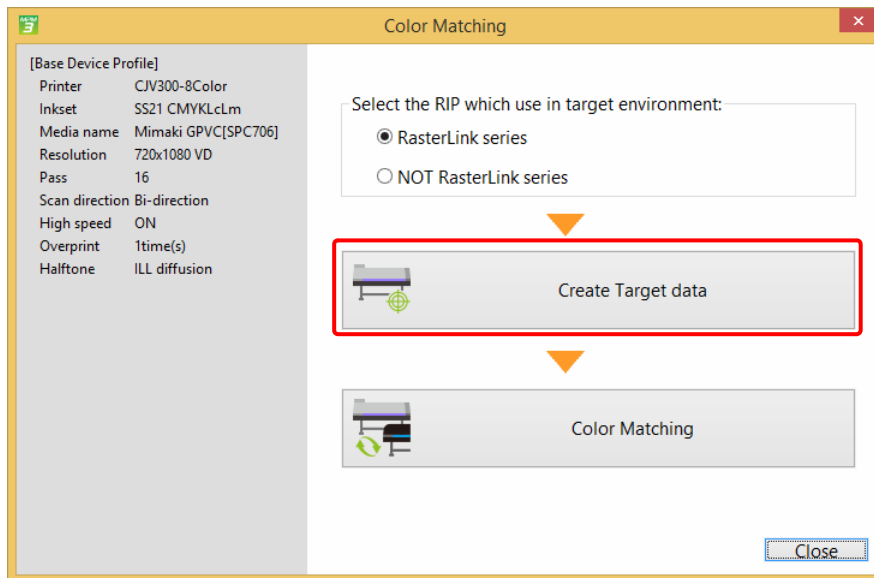 MPM
3
Color Matching
[Base Device Profile]
Printer CJV300-8Color
Inkset SS21 CMYKLcLm
Media name Mimaki GPVC[SPC706]
Resolution 720x1080 VD
Pass 16
Scan direction Bi-direction
High speed ON
Overprint 1time(s)
Halftone ILL diffusion
Select the RIP which use in target environment:
RasterLink series
NOT RasterLink series
Create Target data
Color Matching
Close